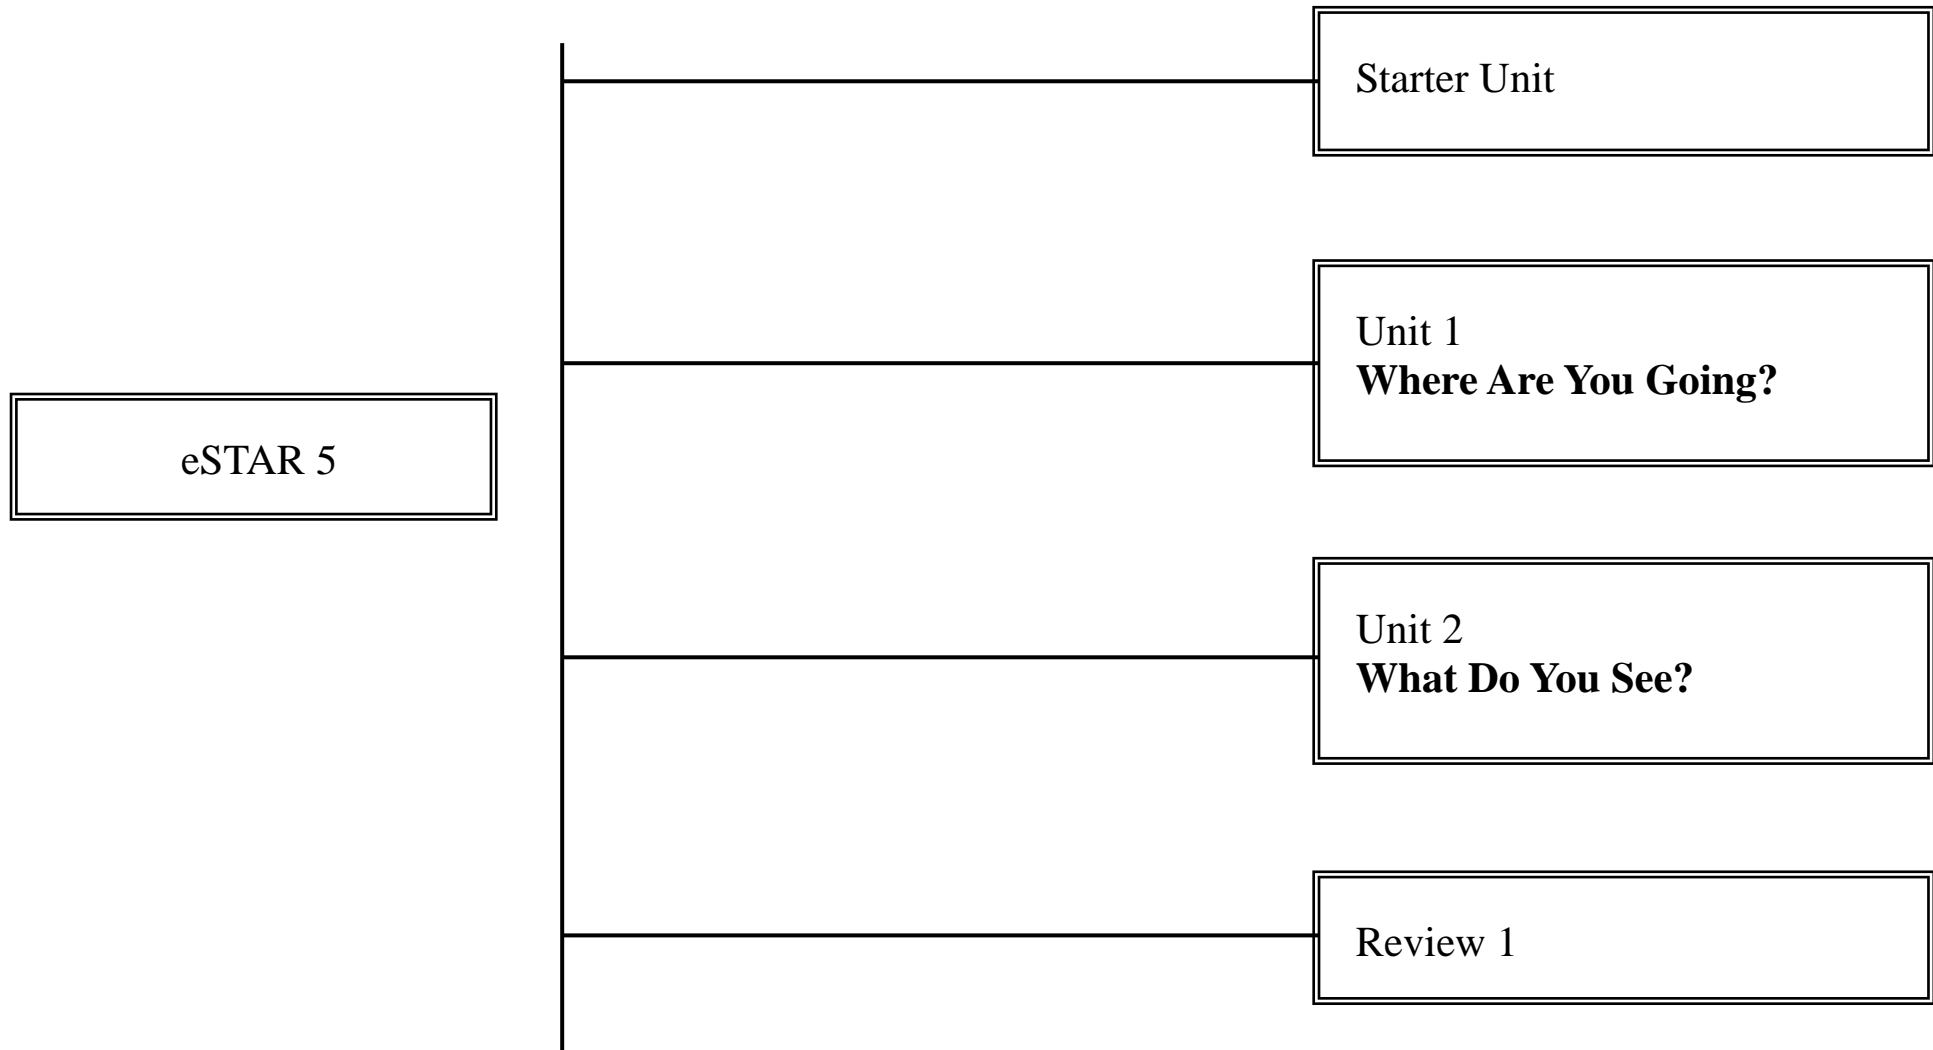 eSTAR 5
Starter Unit
Unit 1
Where Are You Going?
Unit 2
What Do You See?
Review 1